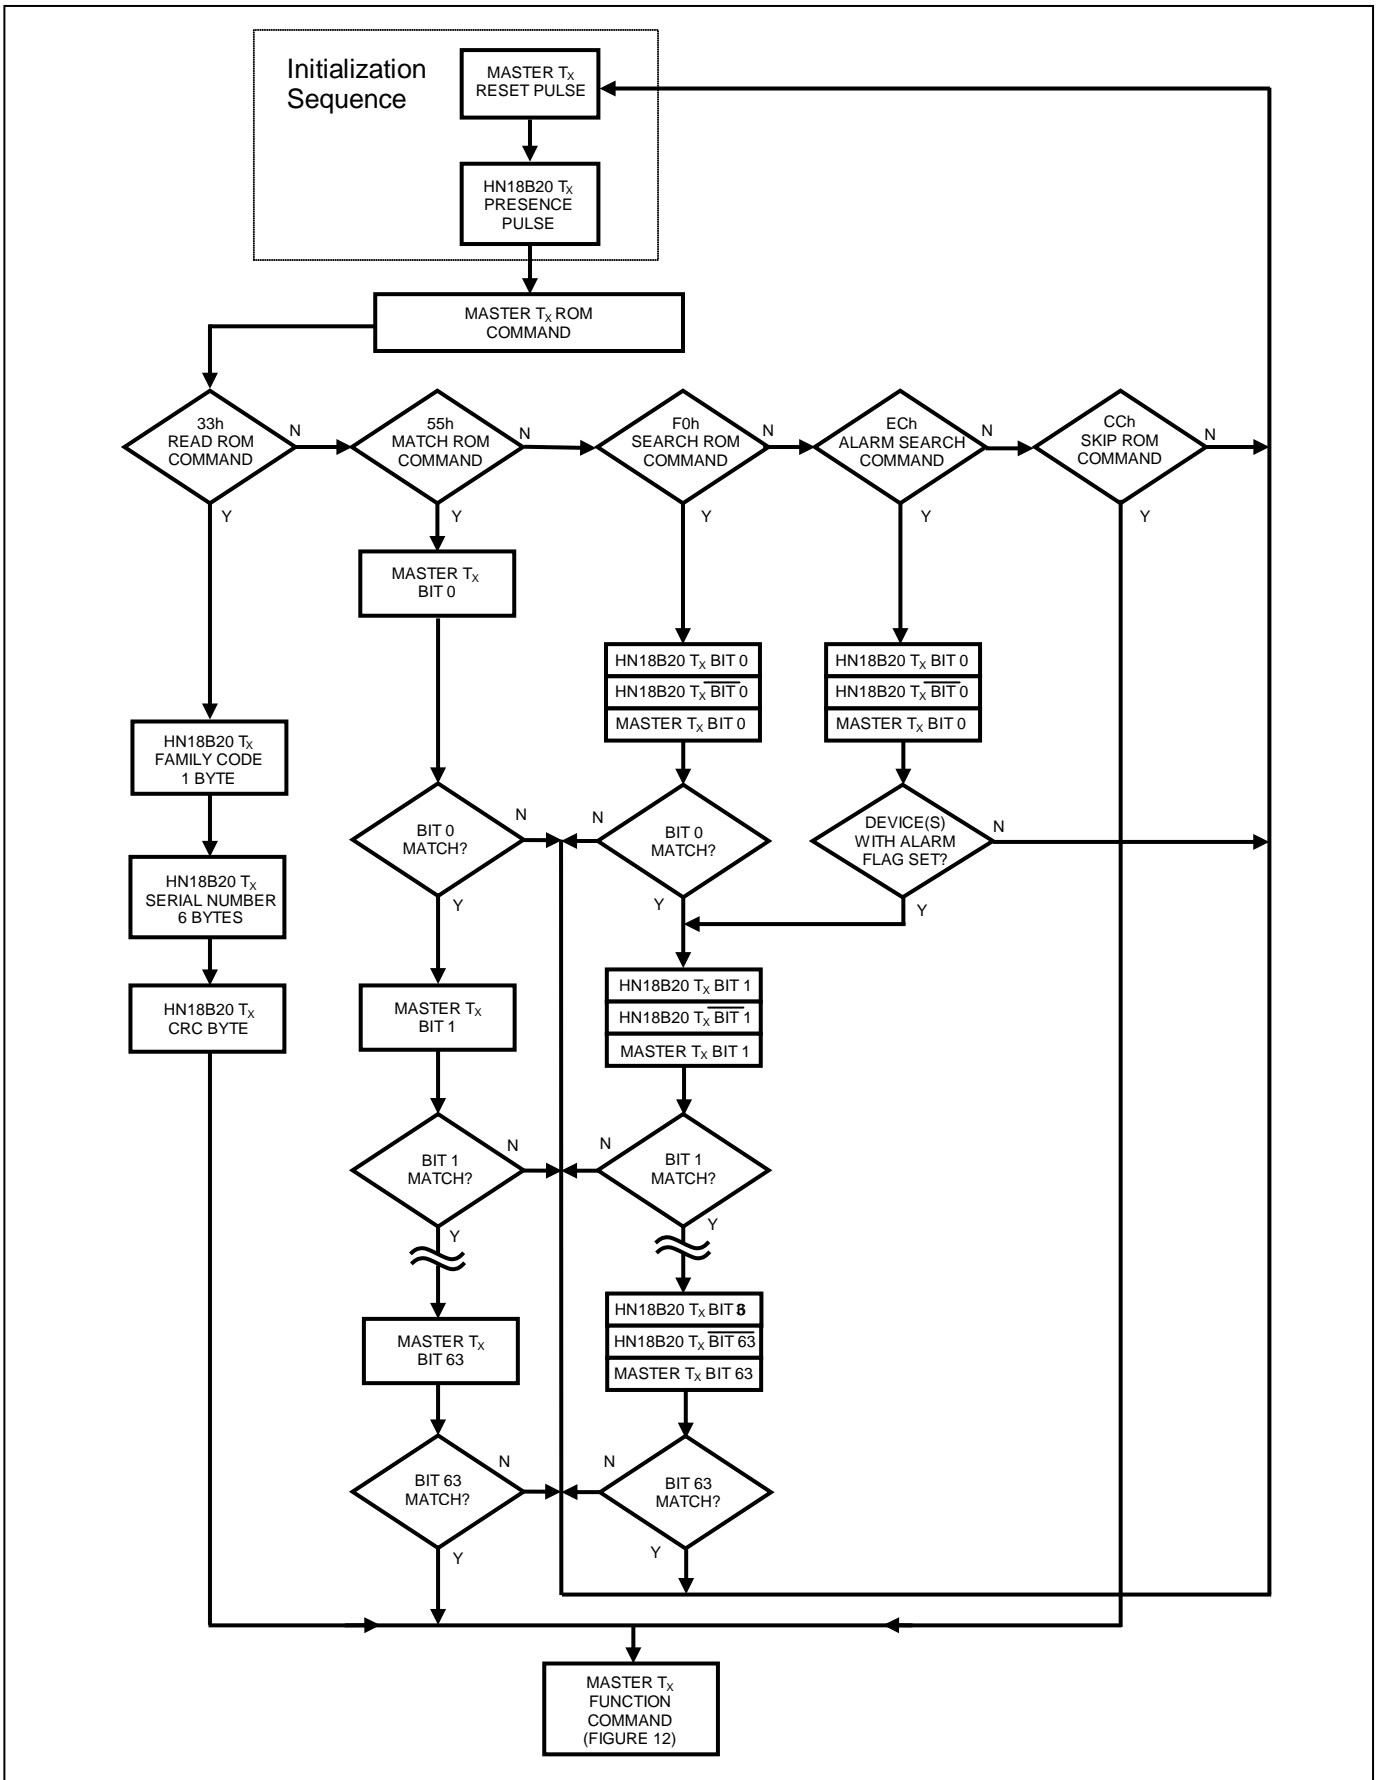 Initialization
Sequence
MASTER TX
RESET PULSE
HN18B20 TX
PRESENCE
PULSE
MASTER TX ROM
COMMAND
33h
READ ROM
COMMAND
N
Y
55h
MATCH ROM
COMMAND
N
Y
F0h
SEARCH ROM
COMMAND
N
Y
ECh
ALARM SEARCH
COMMAND
N
Y
CCh
SKIP ROM
COMMAND
N
Y
MASTER TX
BIT 0
HN18B20 TX BIT 0
HN18B20 TX BIT 0
MASTER TX BIT 0
HN18B20 TX BIT 0
HN18B20 TX BIT 0
MASTER TX BIT 0
HN18B20 TX
FAMILY CODE
1 BYTE
HN18B20 TX
SERIAL NUMBER
6 BYTES
HN18B20 TX
CRC BYTE
BIT 0
MATCH?
N
Y
N
BIT 0
MATCH?
Y
DEVICE(S)
WITH ALARM
FLAG SET?
N
Y
MASTER TX
BIT 1
HN18B20 TX BIT 1
HN18B20 TX BIT 1
MASTER TX BIT 1
BIT 1
MATCH?
N
Y
N
BIT 1
MATCH?
Y
MASTER TX
BIT 63
HN18B20 TX BIT
HN18B20 TX BIT 63
MASTER TX BIT 63
BIT 63
MATCH?
N
Y
N
BIT 63
MATCH?
Y
MASTER TX
FUNCTION
COMMAND
(FIGURE 12)